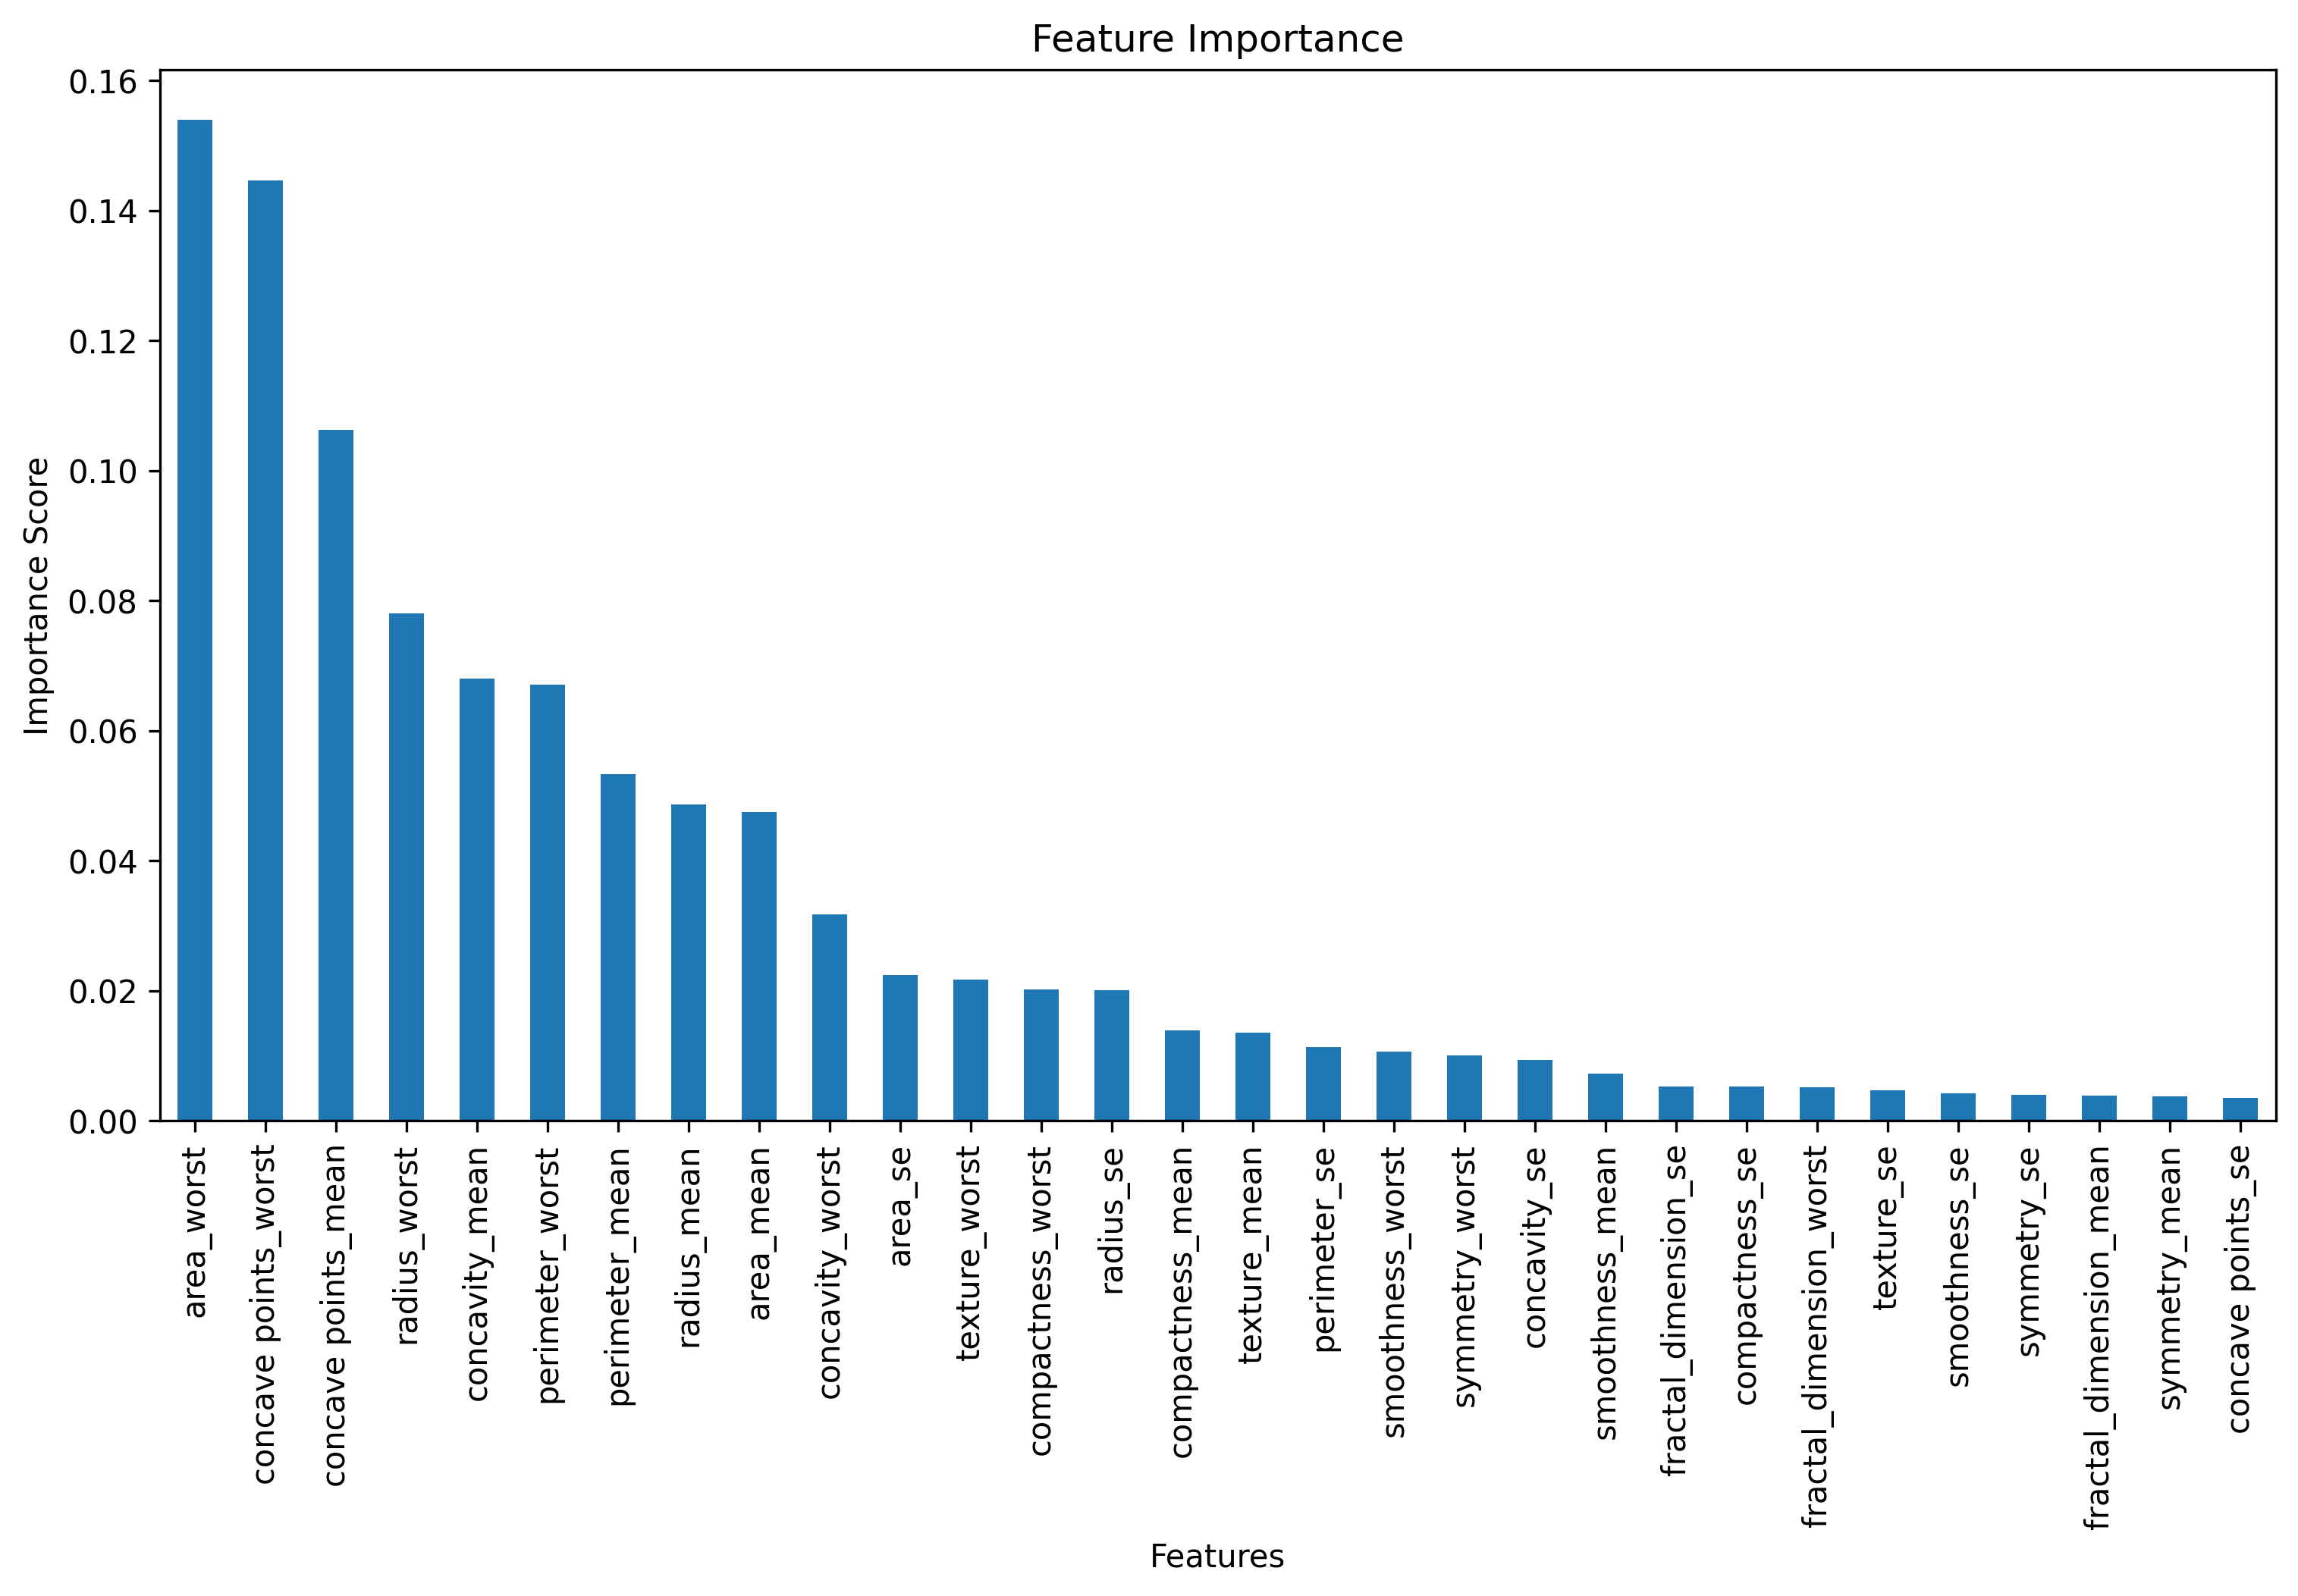 Feature Importance
0.16
0.14
0.12
0.10
0.08
0.06
0.04
0.02
0.00
Importance Score
area_worst
concave points_worst
concave points_mean
radius_worst
concavity_mean
perimeter_worst
perimeter_mean
radius_mean
area_mean
concavity_worst
area_se
texture_worst
compactness_worst
radius_se
compactness_mean
texture_mean
perimeter_se
smoothness_worst
symmetry_worst
concavity_se
smoothness_mean
fractal_dimension_se
compactness_se
fractal_dimension_worst
texture_se
smoothness_se
symmetry_se
fractal_dimension_mean
symmetry_mean
concave points_se
Features